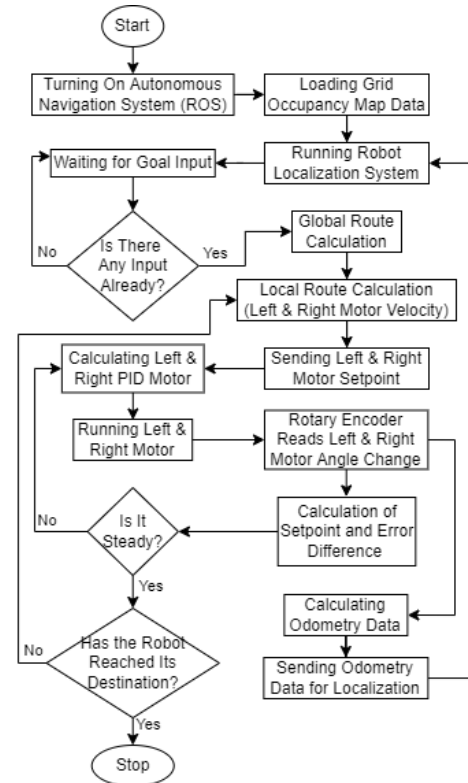 Start
Turning On Autonomous
Navigation System (ROS)
Loading Grid
Occupancy Map Data
Running Robot
Localization System
Waiting for Goal Input
Is There
Any Input
Already?
No
Yes
Global Route
Calculation
Local Route Calculation
(Left & Right Motor Velocity)
Sending Left & Right
Motor Setpoint
Calculating Left &
Right PID Motor
Running Left &
Right Motor
Rotary Encoder
Reads Left & Right
Motor Angle Change
Calculation of
Setpoint and Error
Difference
Is It
Steady?
No
Yes
Calculating
Odometry Data
Sending Odometry
Data for Localization
Has the Robot
Reached Its
Destination?
No
Yes
Stop